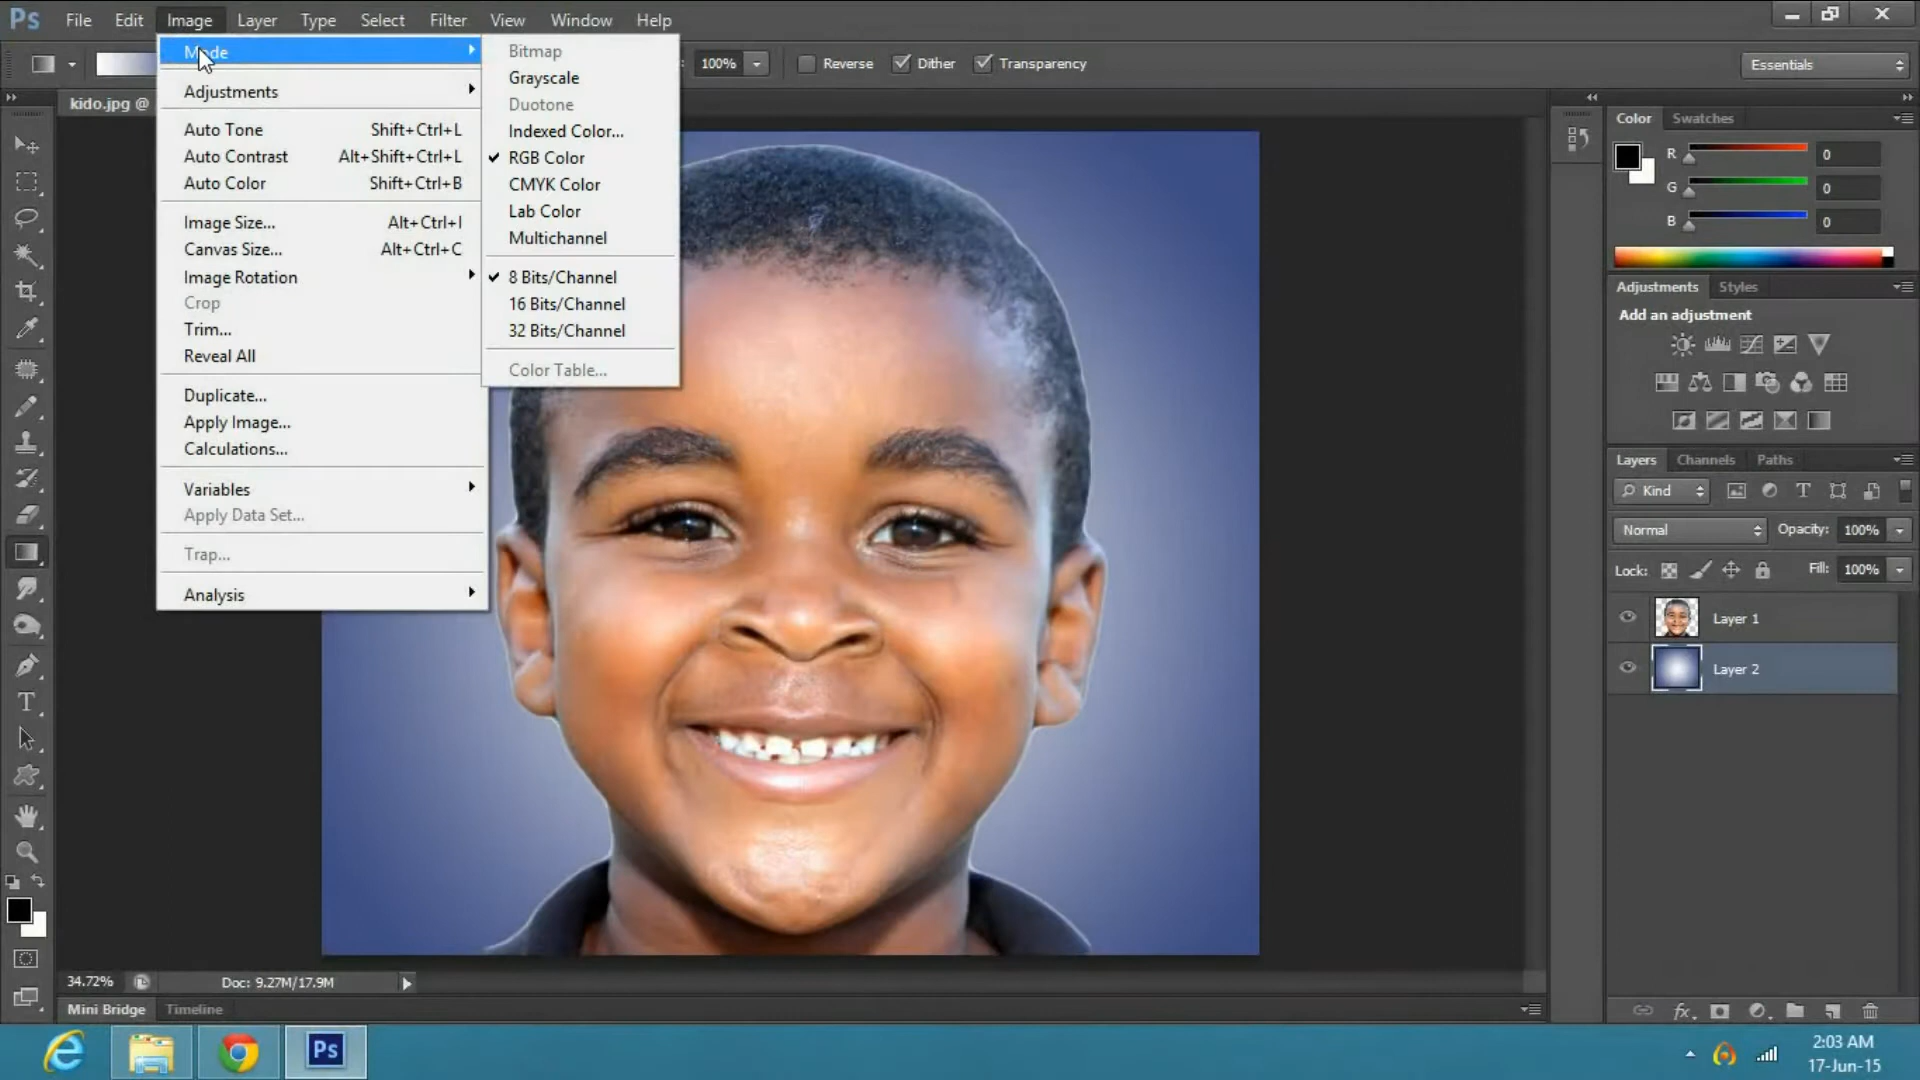 Ps File Edit Image Layer Type Select Filter View Window Help
100% Reverse Dither Transparency Essentials
kido.jpg @
Mode
Adjustments
Auto Tone Shift+Ctrl+L
Auto Contrast Alt+Shift+Ctrl+L
Auto Color Shift+Ctrl+B
Image Size... Alt+Ctrl+I
Canvas Size... Alt+Ctrl+C
Image Rotation
Crop
Trim...
Reveal All
Duplicate...
Apply Image...
Calculations...
Variables
Apply Data Set...
Trap...
Analysis
Bitmap
Grayscale
Duotone
Indexed Color...
RGB Color
CMYK Color
Lab Color
Multichannel
8 Bits/Channel
16 Bits/Channel
32 Bits/Channel
Color Table...
Color Swatches
R 0
G 0
B 0
Adjustments Styles
Add an adjustment
Layers Channels Paths
Kind
Normal Opacity: 100%
Lock: Fill: 100%
Layer 1
Layer 2
34.72% Doc: 9.27M/17.9M
Mini Bridge Timeline
Ps
2:03 AM
17-Jun-15